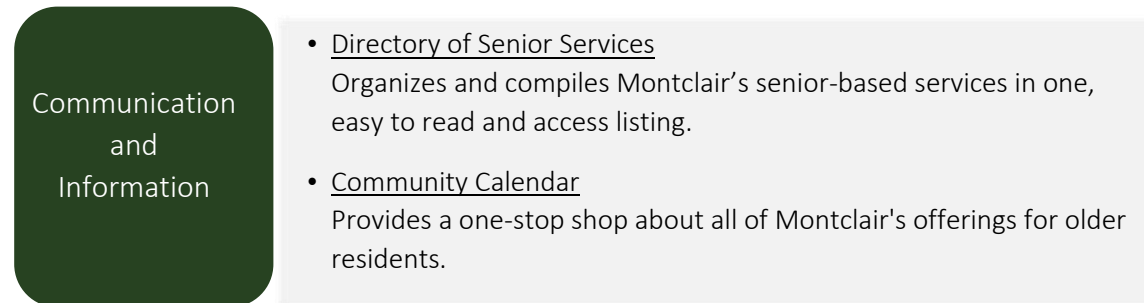 Communication
and
Information
• Directory of Senior Services
Organizes and compiles Montclair’s senior-based services in one,
easy to read and access listing.
• Community Calendar
Provides a one-stop shop about all of Montclair's offerings for older
residents.